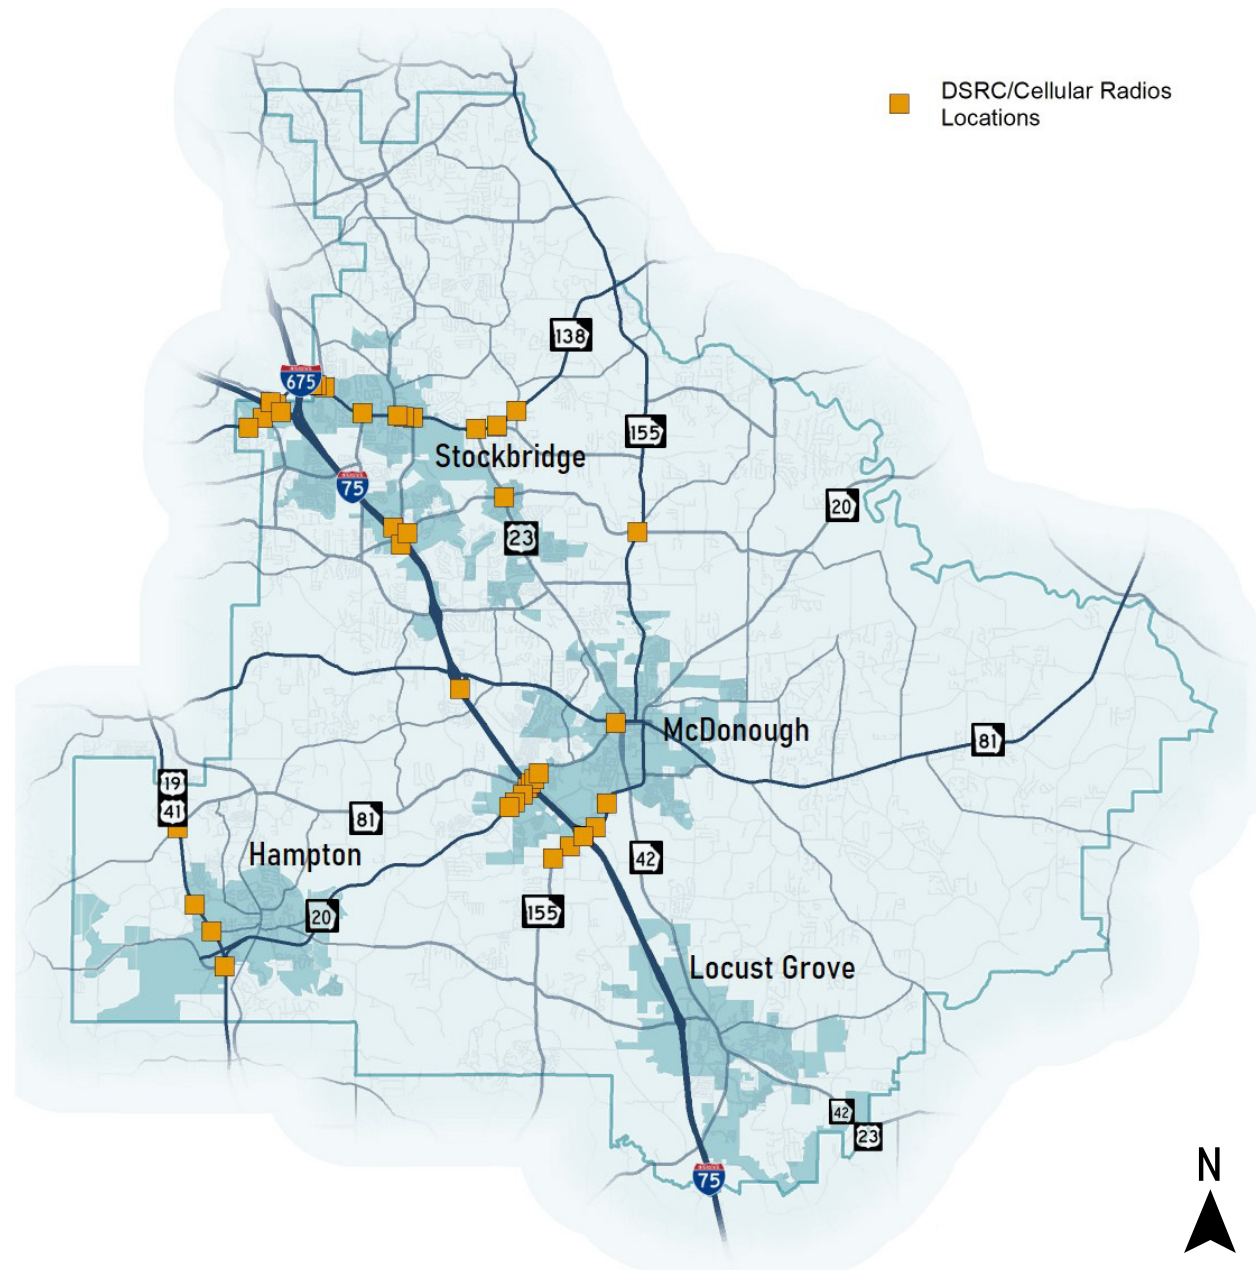 DSRC/Cellular Radios
Locations
138
675
155
Stockbridge
75
20
23
McDonough
81
19
41
81
Hampton
42
20
155
Locust Grove
42
23
75
N